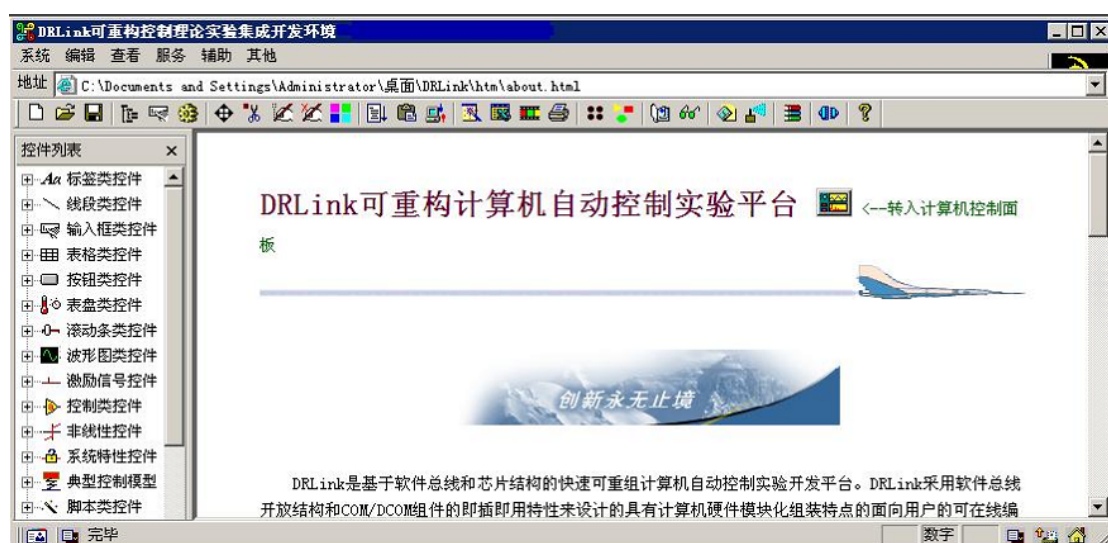 DRLink可重构控制理论实验集成开发环境
系统 编辑 查看 服务 辅助 其他
地址 C:\Documents and Settings\Administrator\桌面\DRLink\htm\about.html
控件列表
Aa 标签类控件
线段类控件
输入框类控件
表格类控件
按钮类控件
表盘类控件
滚动条类控件
波形图类控件
激励信号控件
控制类控件
非线性控件
系统特性控件
典型控制模型
脚本类控件
DRLink可重构计算机自动控制实验平台 <--转入计算机控制面
板
创新永无止境
DRLink是基于软件总线和芯片结构的快速可重组计算机自动控制实验开发平台。DRLink采用软件总线
开放结构和COM/DCOM组件的即插即用特性来设计的具有计算机硬件模块化组装特点的面向用户的可在线编
完毕
数字